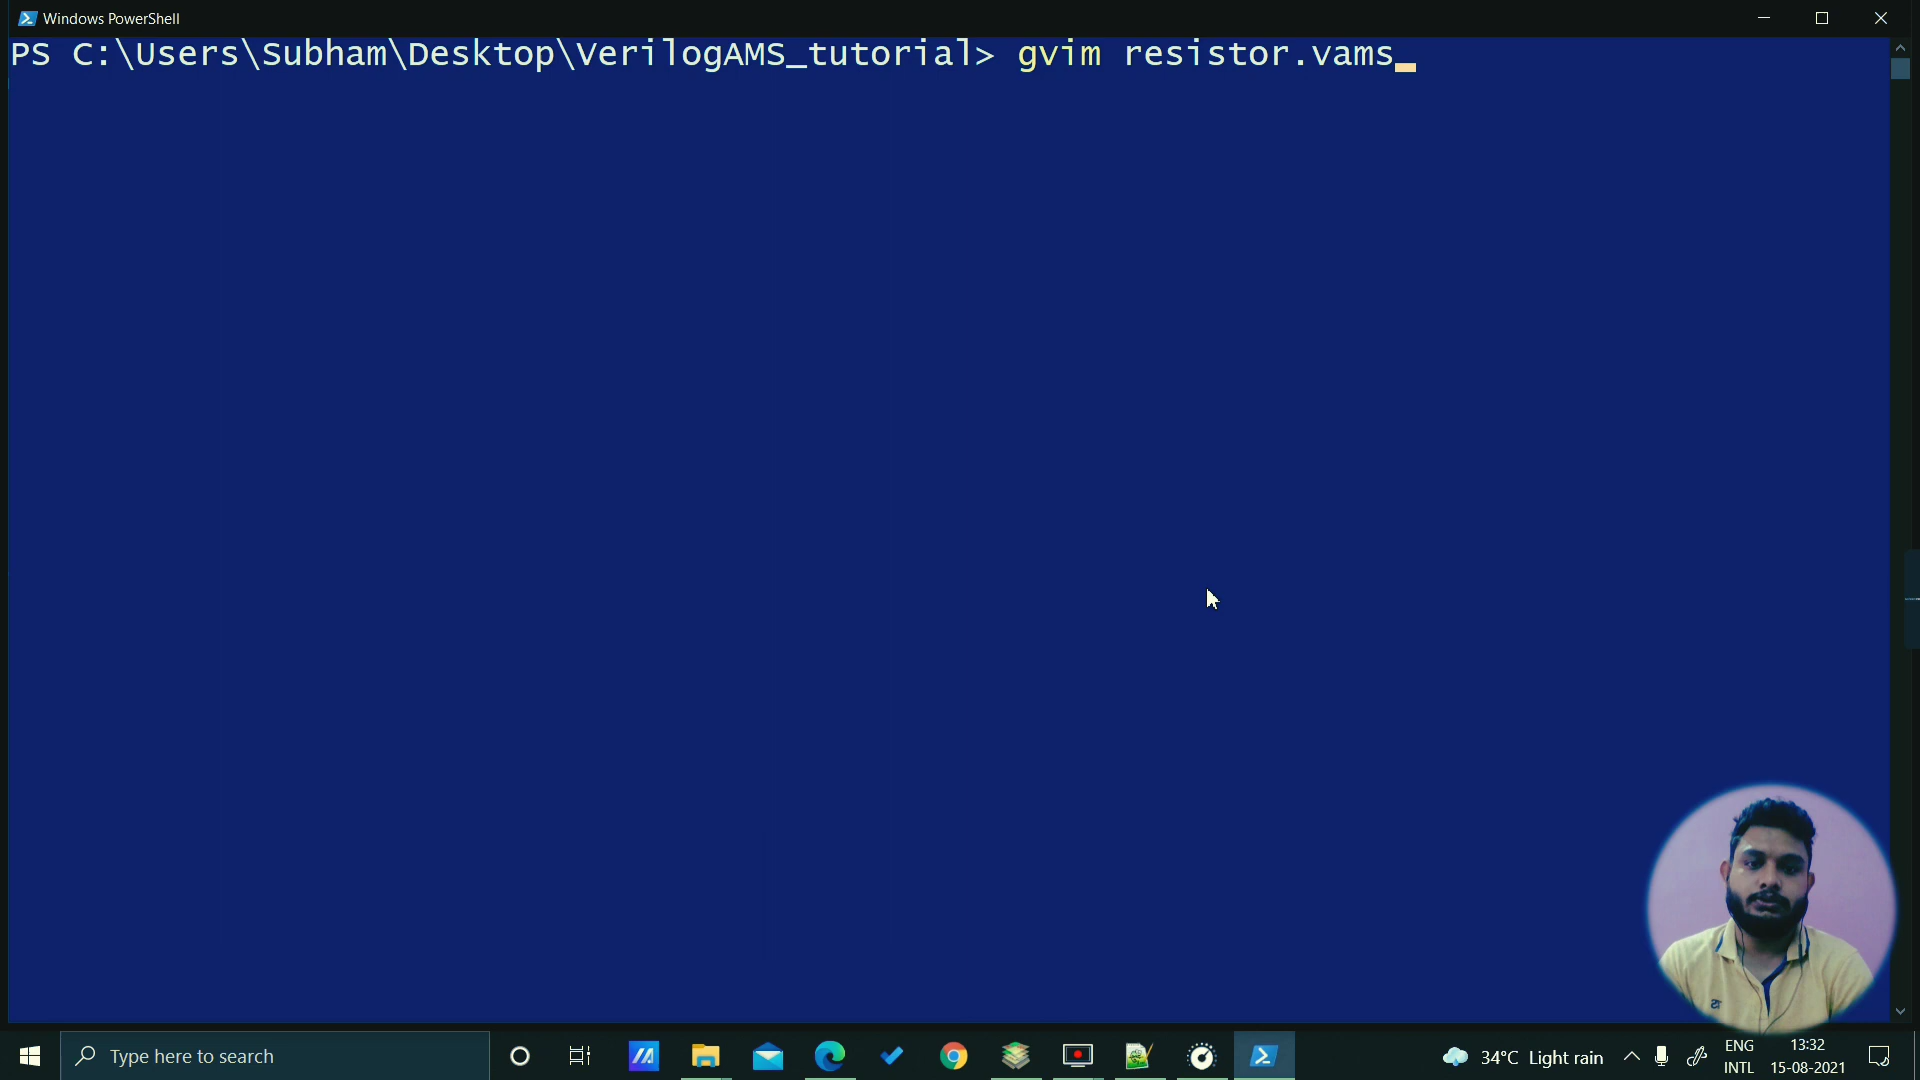 Windows PowerShell
PS C:\Users\Subham\Desktop\VerilogAMS_tutorial> gvim resistor.vams
Type here to search
34°C Light rain
ENG
INTL
13:32
15-08-2021